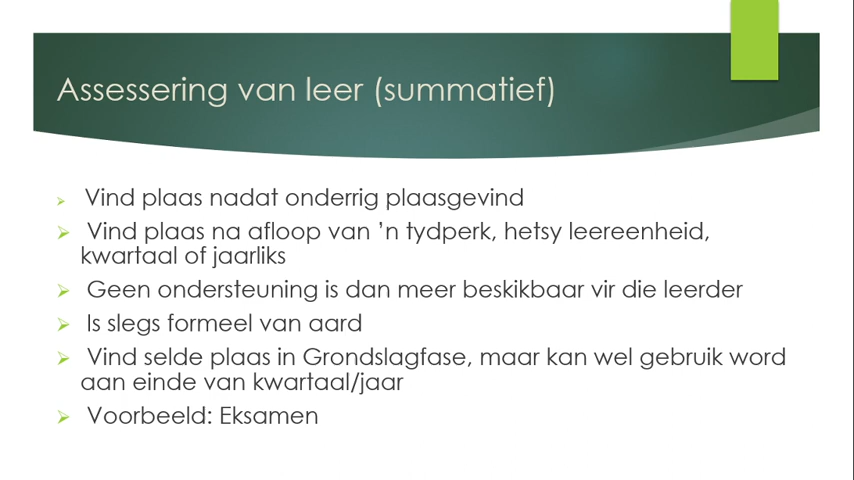 Assessering van leer (summatief)
Vind plaas nadat onderrig plaasgevind
Vind plaas na afloop van ’n tydperk, hetsy leereenheid,
kwartaal of jaarliks
Geen ondersteuning is dan meer beskikbaar vir die leerder
Is slegs formeel van aard
Vind selde plaas in Grondslagfase, maar kan wel gebruik word
aan einde van kwartaal/jaar
Voorbeeld: Eksamen